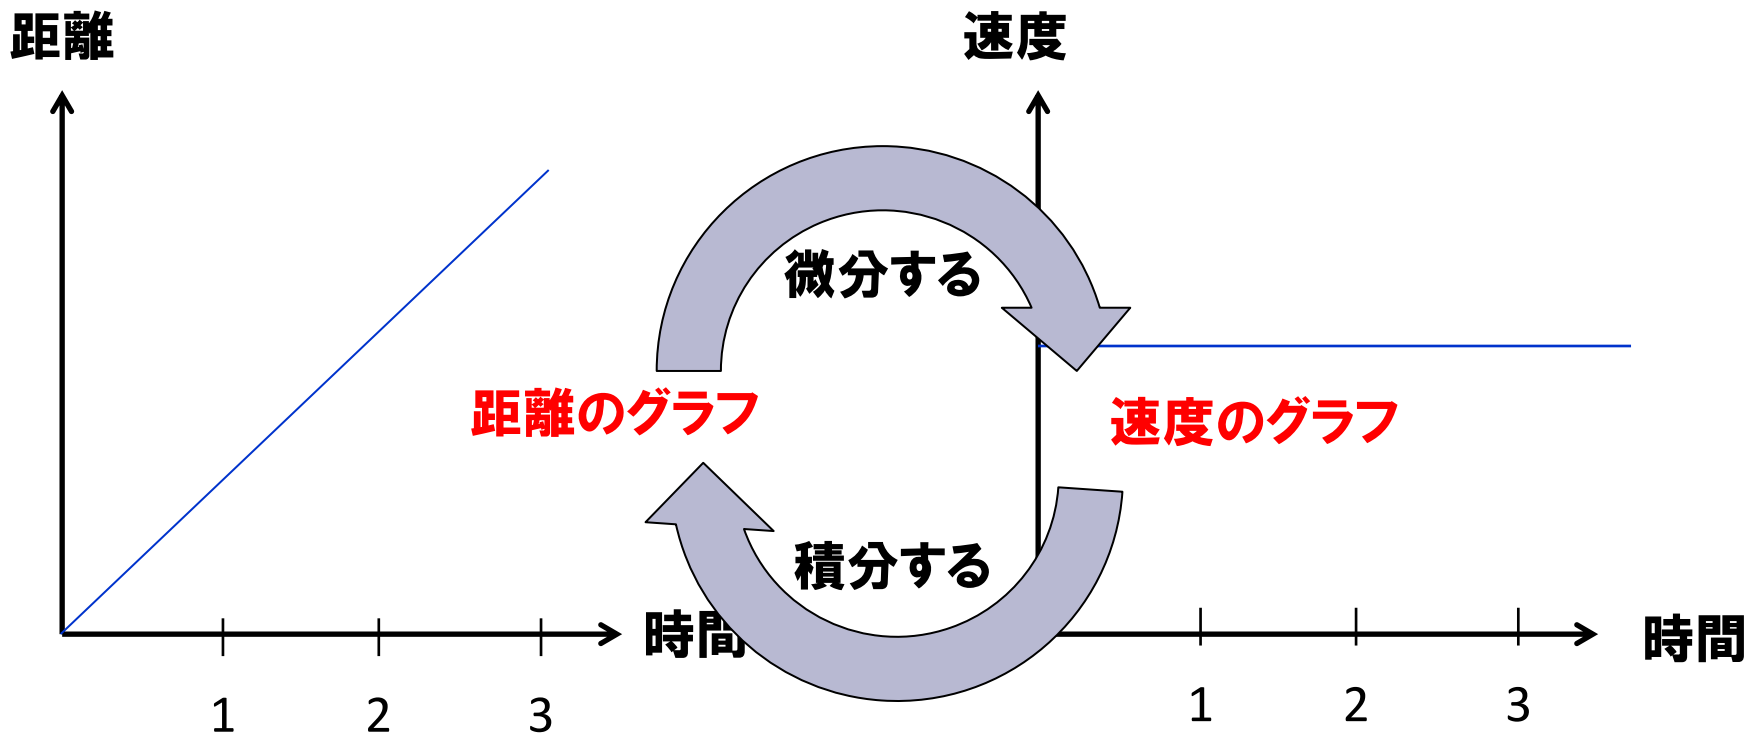 距離
速度
微分する
距離のグラフ
速度のグラフ
積分する
時間
時間
1 2 3
1 2 3